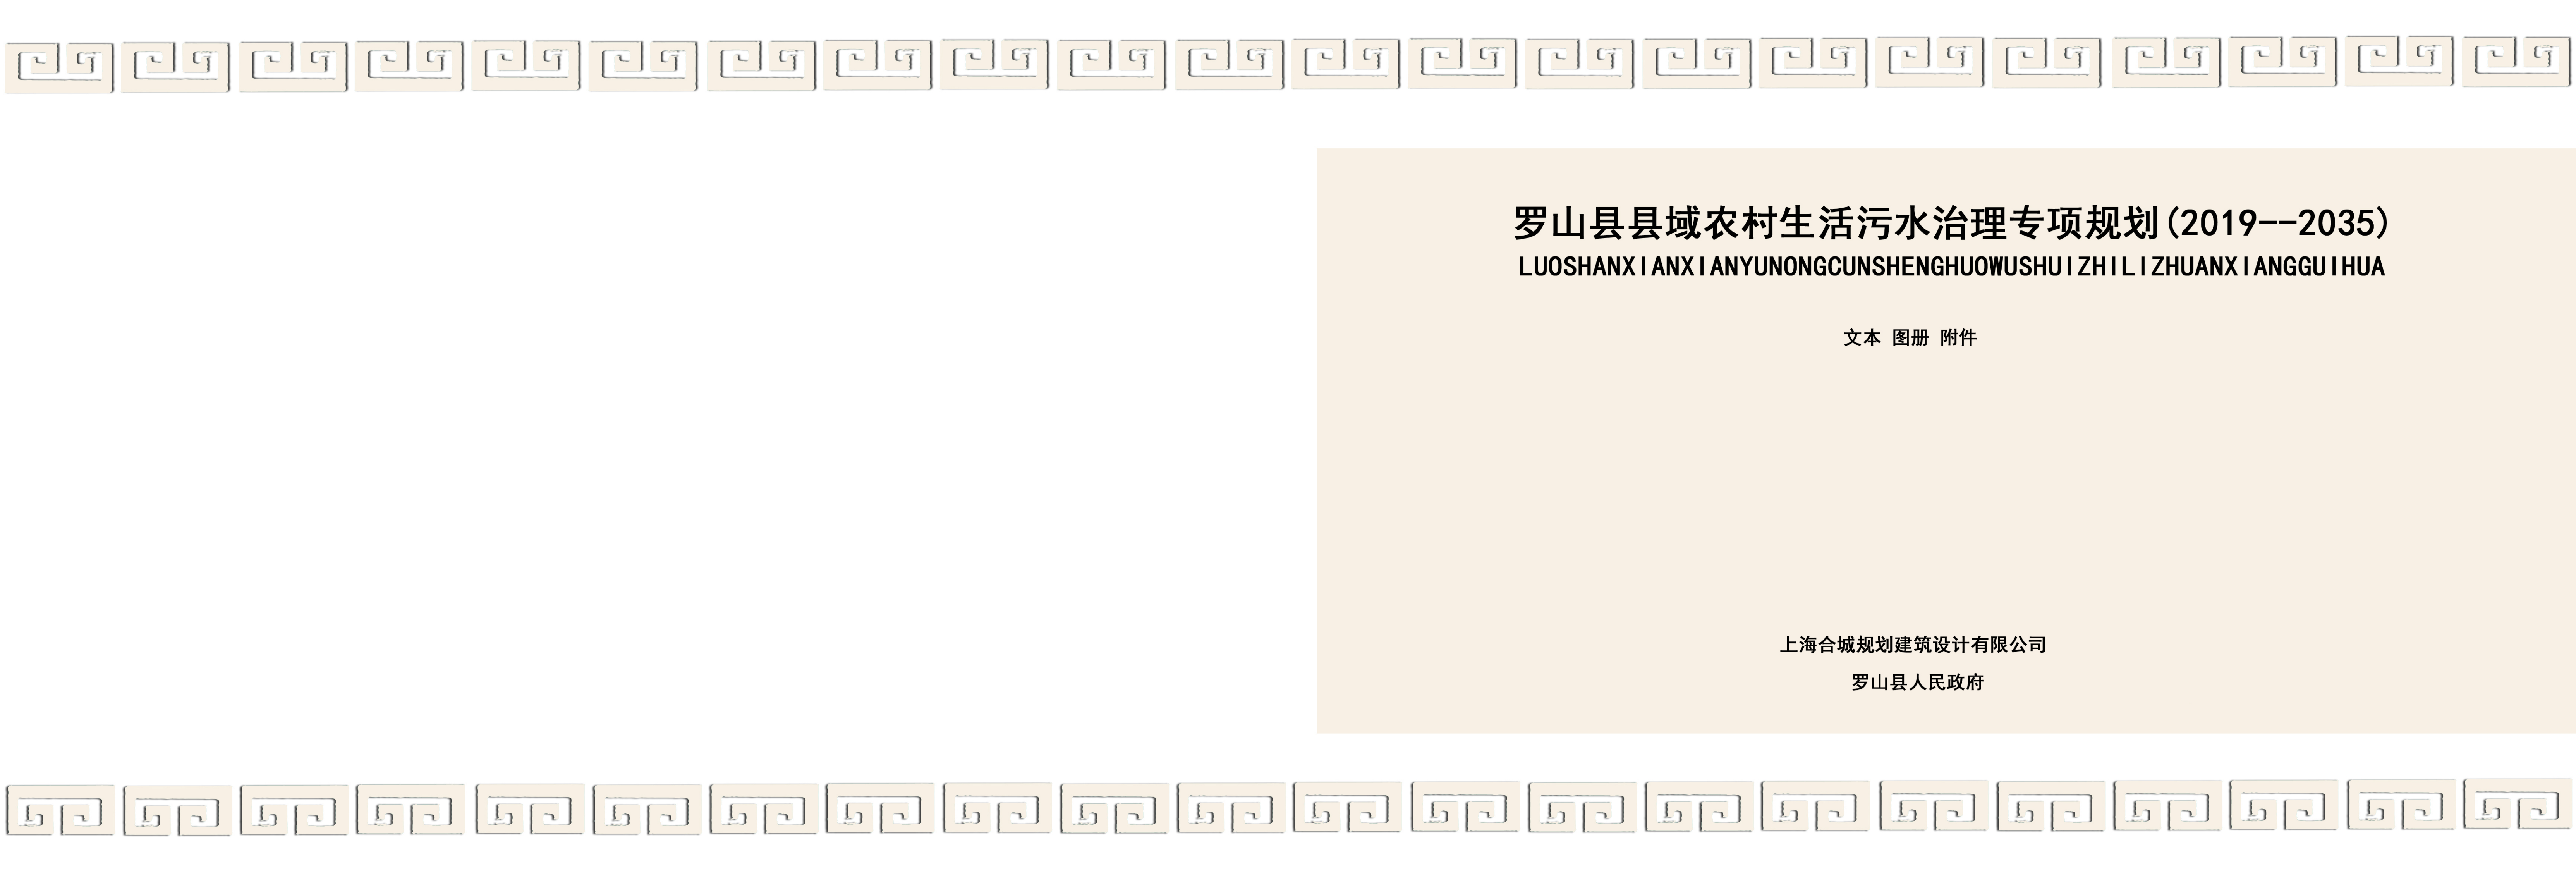 罗山县县域农村生活污水治理专项规划(2019--2035)
LUOSHANXIANXIANYUNONGCUNSHENGHUOWUSHUIZHILIZHUANXIANGGUIHUA
文本 图册 附件
上海合城规划建筑设计有限公司
罗山县人民政府